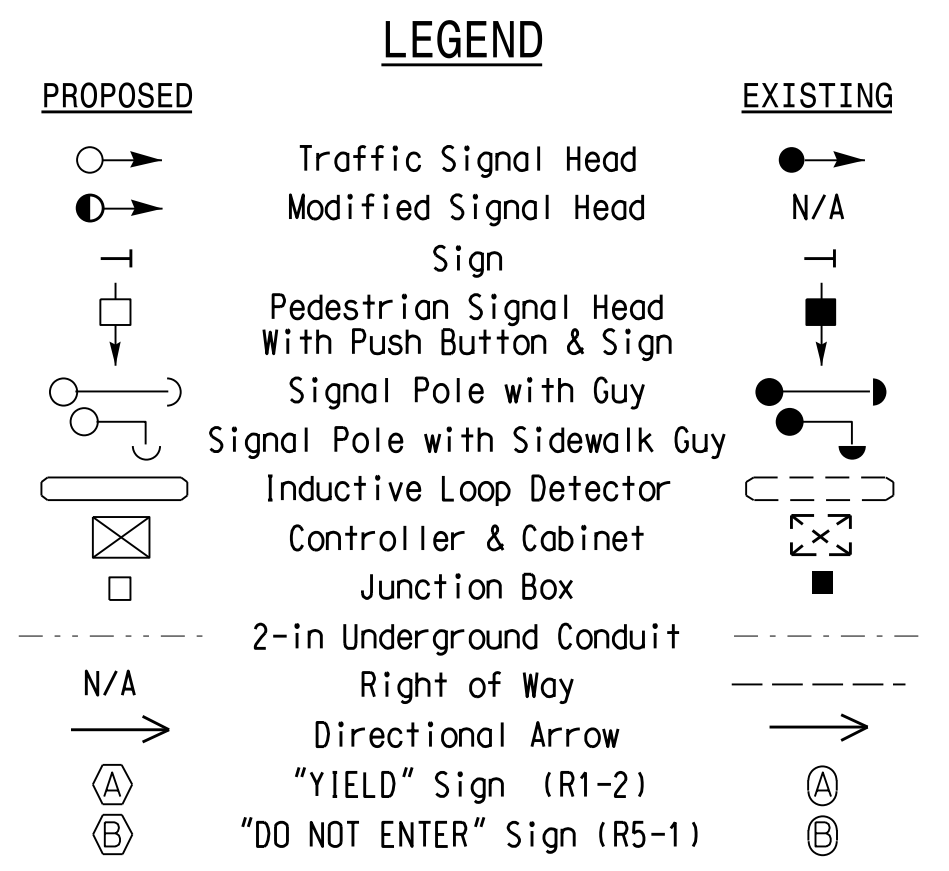 LEGEND
PROPOSED EXISTING
Traffic Signal Head
Modified Signal Head N/A
Sign
Pedestrian Signal Head
With Push Button & Sign
Signal Pole with Guy
Signal Pole with Sidewalk Guy
Inductive Loop Detector
Controller & Cabinet
Junction Box
2-in Underground Conduit
N/A Right of Way
Directional Arrow
A "YIELD" Sign (R1-2) A
B "DO NOT ENTER" Sign (R5-1) B